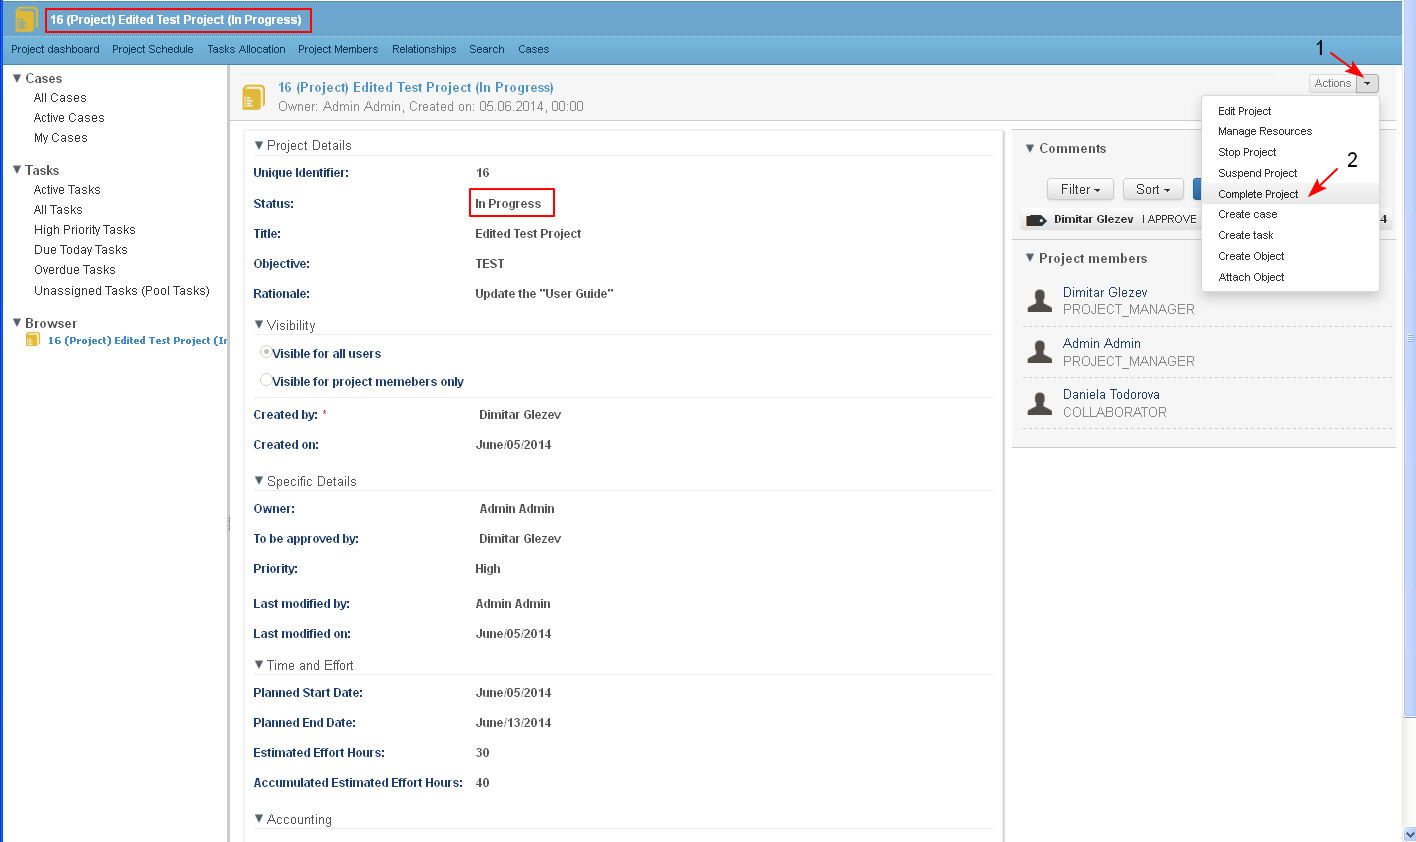 16 (Project) Edited Test Project (In Progress)
Project dashboard Project Schedule Tasks Allocation Project Members Relationships Search Cases
1
Cases
All Cases
Active Cases
My Cases
Tasks
Active Tasks
All Tasks
High Priority Tasks
Due Today Tasks
Overdue Tasks
Unassigned Tasks (Pool Tasks)
Browser
16 (Project) Edited Test Project (In
16 (Project) Edited Test Project (In Progress)
Owner: Admin Admin, Created on: 05.06.2014, 00:00
Actions
Edit Project
Manage Resources
Stop Project
Suspend Project
Complete Project
Create case
Create task
Create Object
Attach Object
2
Project Details
Unique Identifier: 16
Status: In Progress
Title: Edited Test Project
Objective: TEST
Rationale: Update the "User Guide"
Visibility
Visible for all users
Visible for project memebers only
Created by: * Dimitar Glezev
Created on: June/05/2014
Specific Details
Owner: Admin Admin
To be approved by: Dimitar Glezev
Priority: High
Last modified by: Admin Admin
Last modified on: June/05/2014
Time and Effort
Planned Start Date: June/05/2014
Planned End Date: June/13/2014
Estimated Effort Hours: 30
Accumulated Estimated Effort Hours: 40
Accounting
Comments
Filter Sort
Dimitar Glezev I APPROVE 4
Project members
Dimitar Glezev
PROJECT_MANAGER
Admin Admin
PROJECT_MANAGER
Daniela Todorova
COLLABORATOR